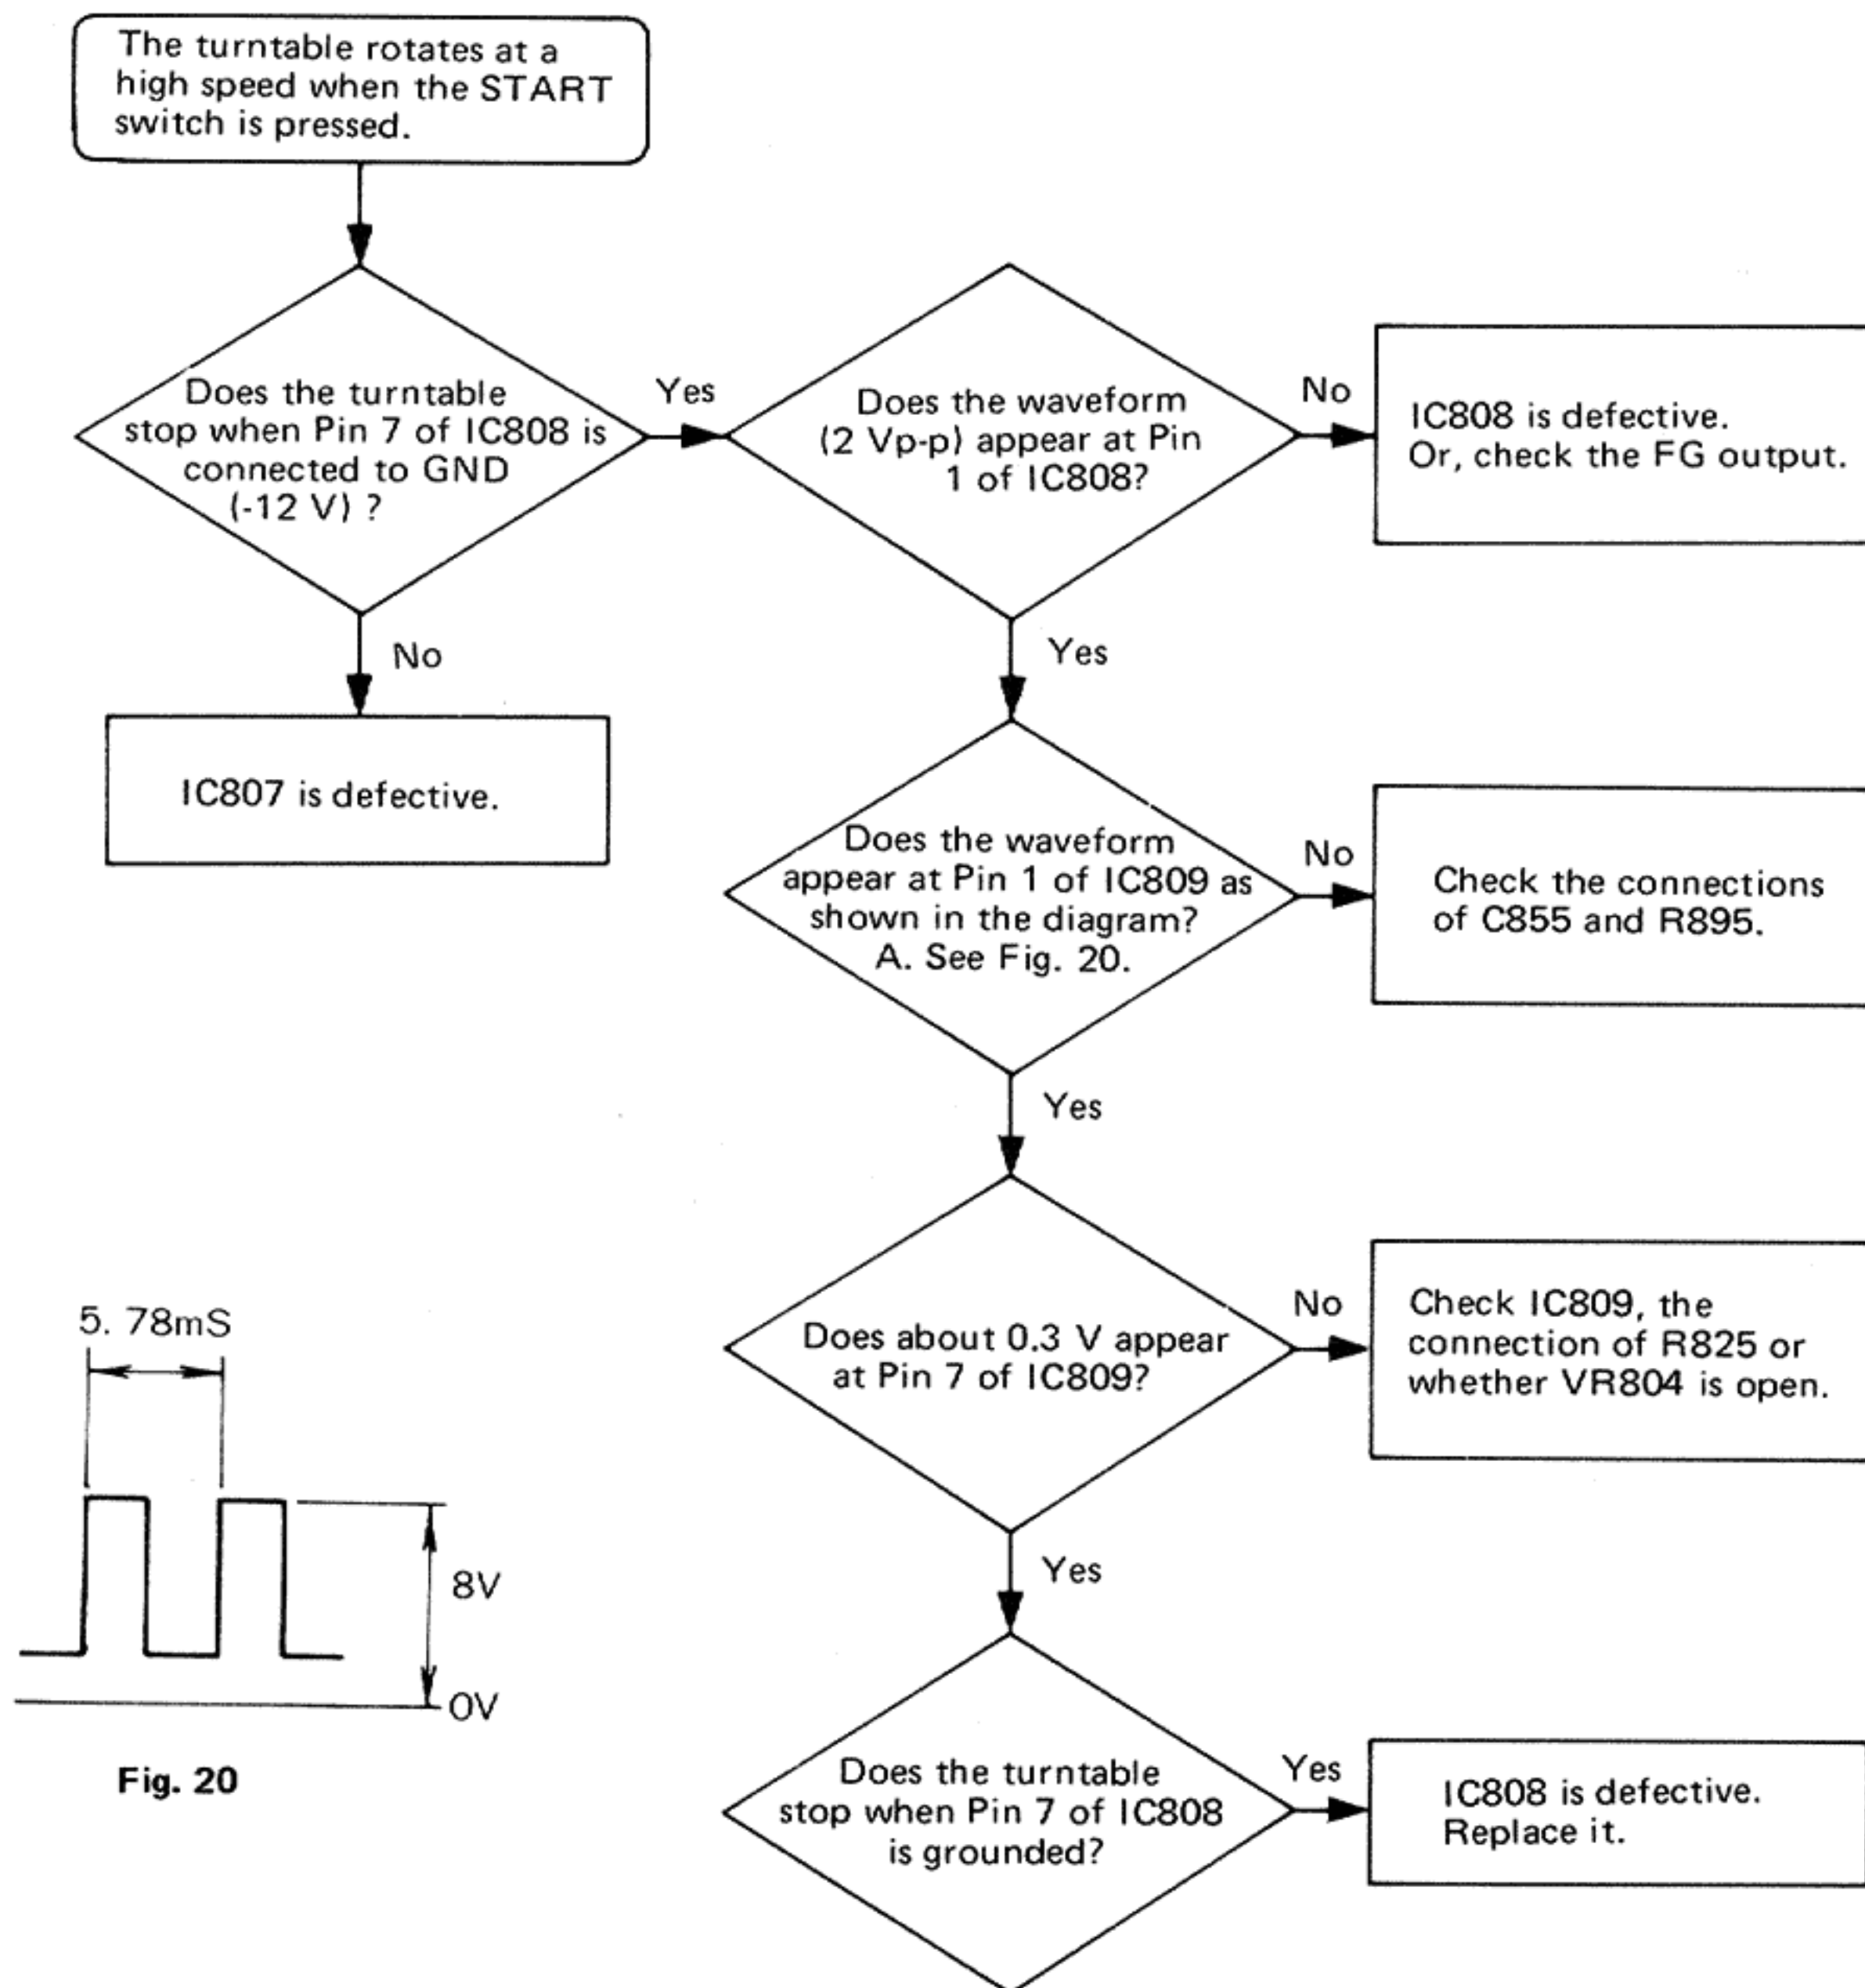 The turntable rotates at a
high speed when the START
switch is pressed.
Does the turntable
stop when Pin 7 of IC808 is
connected to GND
(-12 V) ?
Yes
Does the waveform
(2 Vp-p) appear at Pin
1 of IC808?
No
IC808 is defective.
Or, check the FG output.
No
IC807 is defective.
Yes
Does the waveform
appear at Pin 1 of IC809 as
shown in the diagram?
A. See Fig. 20.
No
Check the connections
of C855 and R895.
Yes
Does about 0.3 V appear
at Pin 7 of IC809?
No
Check IC809, the
connection of R825 or
whether VR804 is open.
Yes
Does the turntable
stop when Pin 7 of IC808
is grounded?
Yes
IC808 is defective.
Replace it.
5. 78mS
8V
0V
Fig. 20